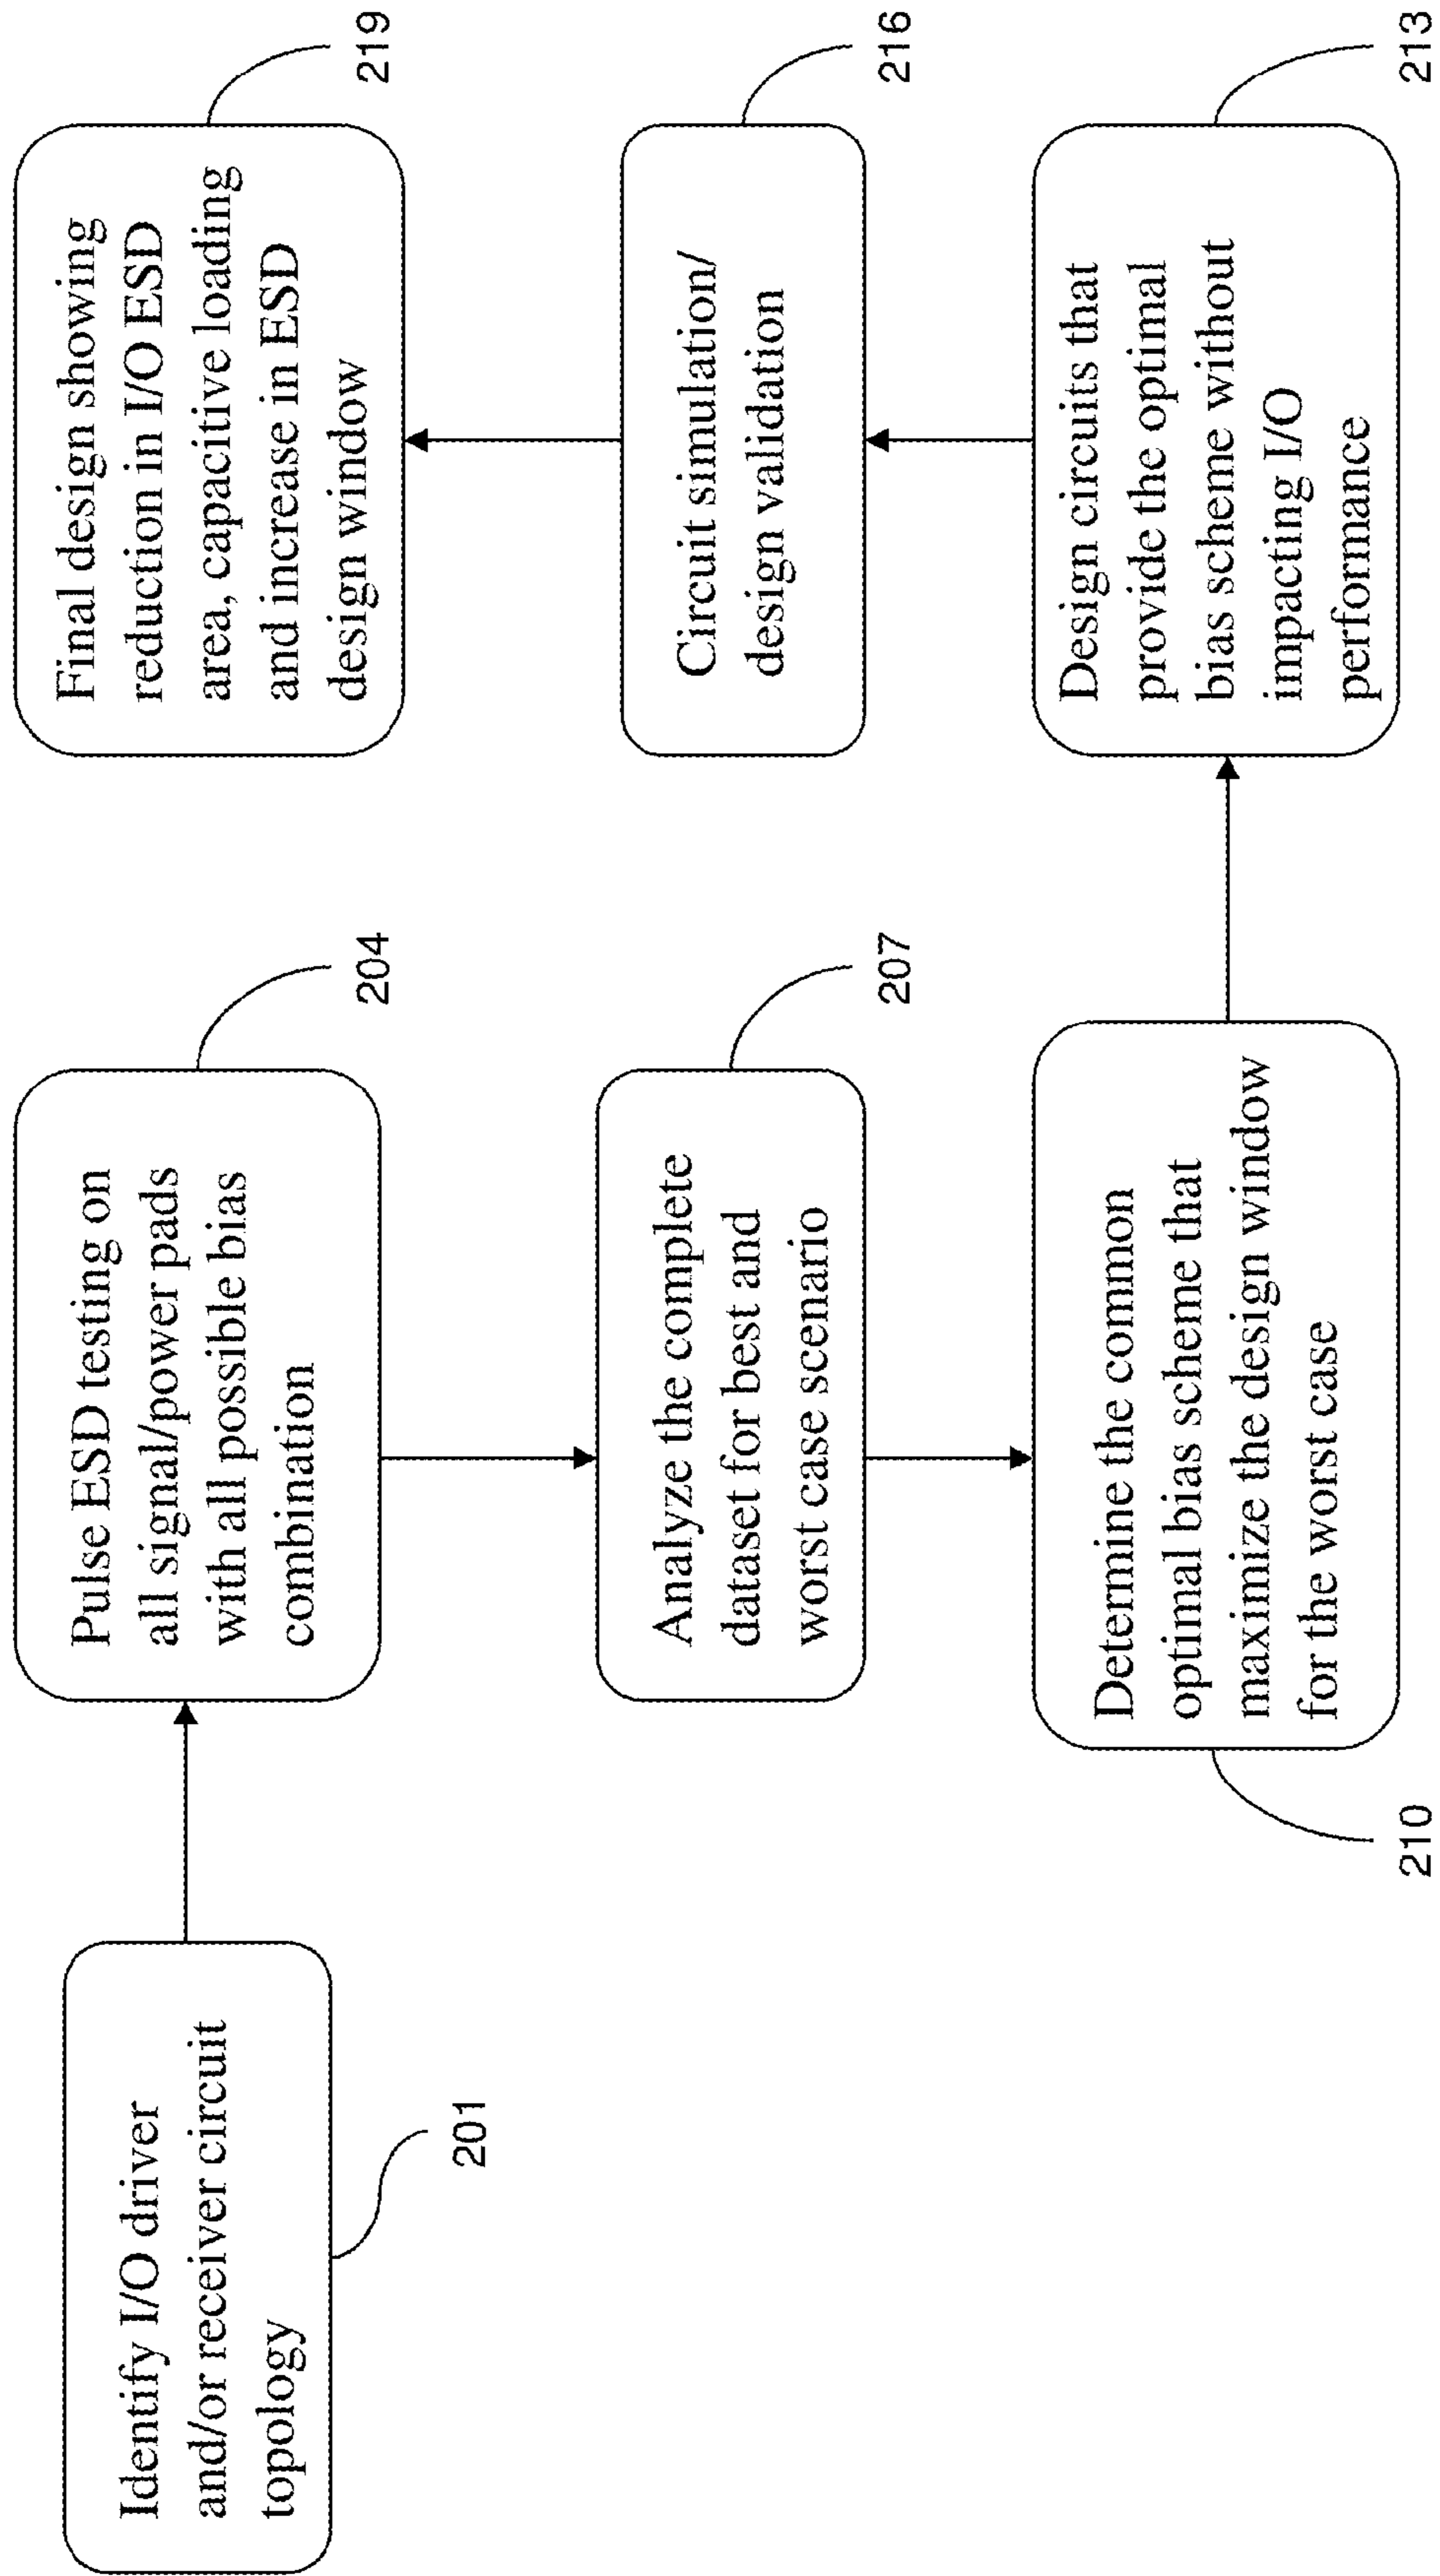 Identify I/O driver
and/or receiver circuit
topology
201
Pulse ESD testing on
all signal/power pads
with all possible bias
combination
204
Analyze the complete
dataset for best and
worst case scenario
207
Determine the common
optimal bias scheme that
maximize the design window
for the worst case
210
Design circuits that
provide the optimal
bias scheme without
impacting I/O
performance
213
Circuit simulation/
design validation
216
Final design showing
reduction in I/O ESD
area, capacitive loading
and increase in ESD
design window
219